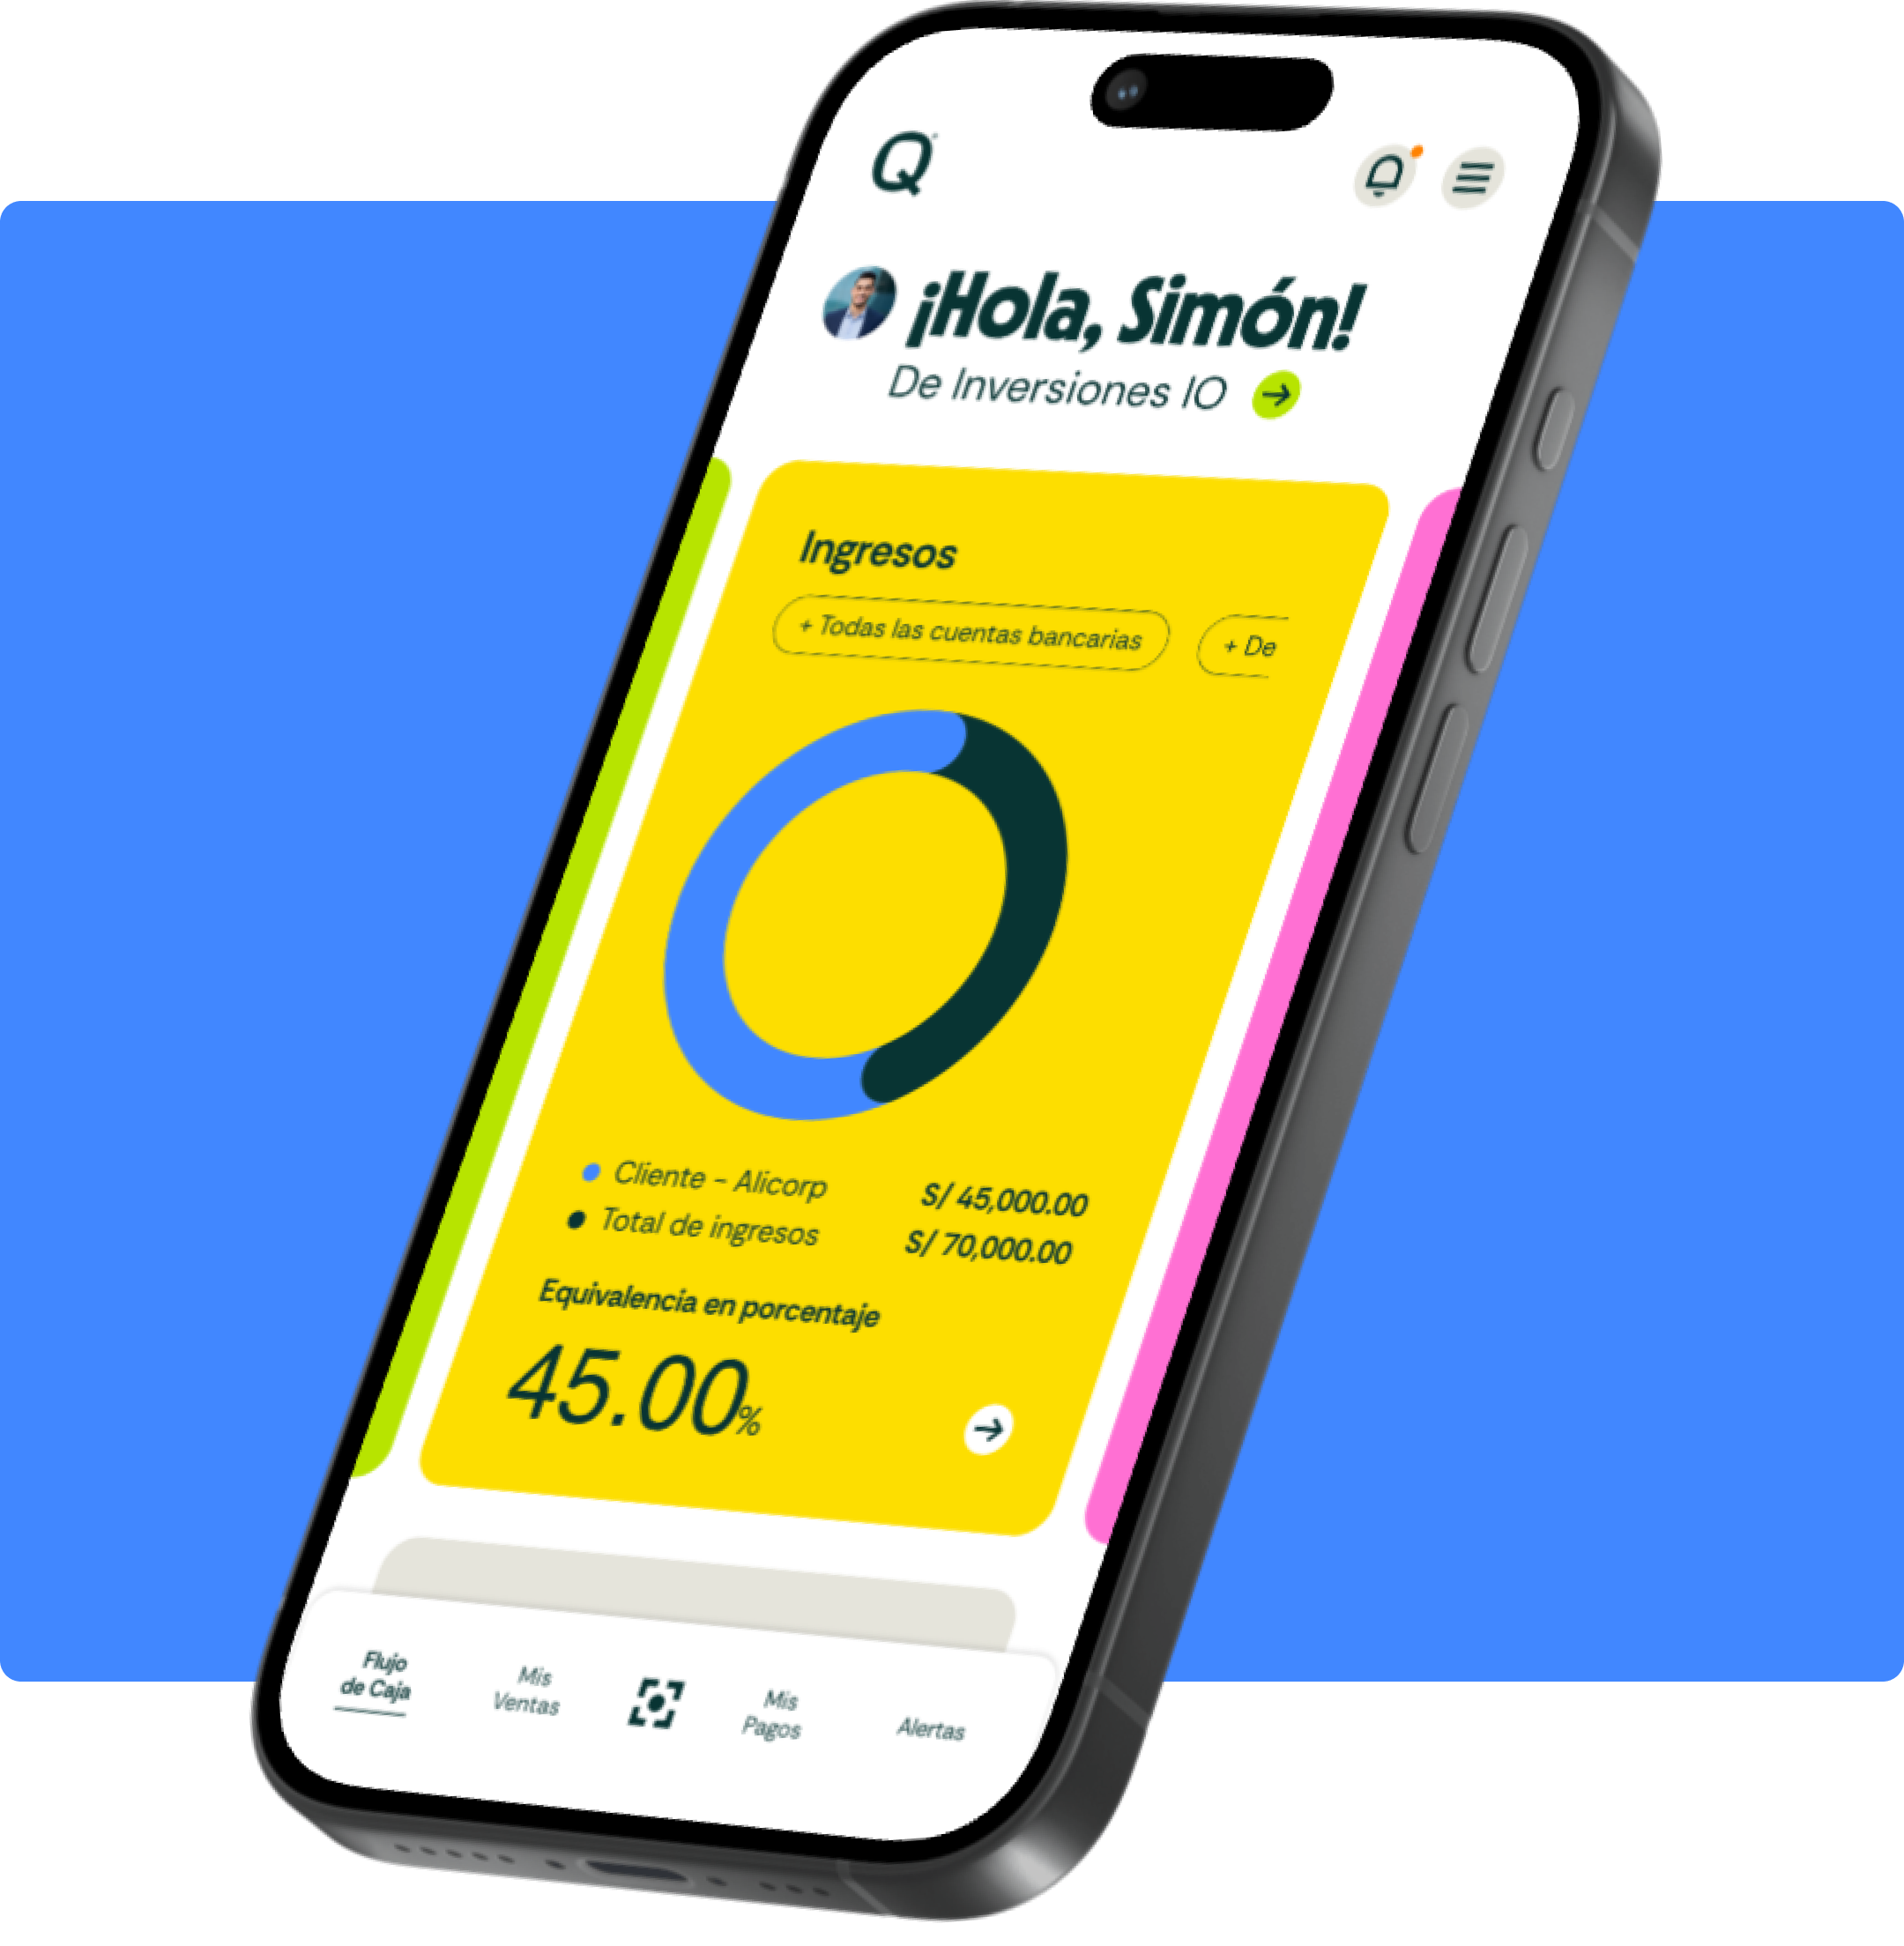 Q
¡Hola, Simón!
De Inversiones IO
Ingresos
+ Todas las cuentas bancarias
+ De
Cliente - Alicorp S/ 45,000.00
Total de ingresos S/ 70,000.00
Equivalencia en porcentaje
45.00%
Flujo
de Caja
Mis
Ventas
Mis
Pagos
Alertas